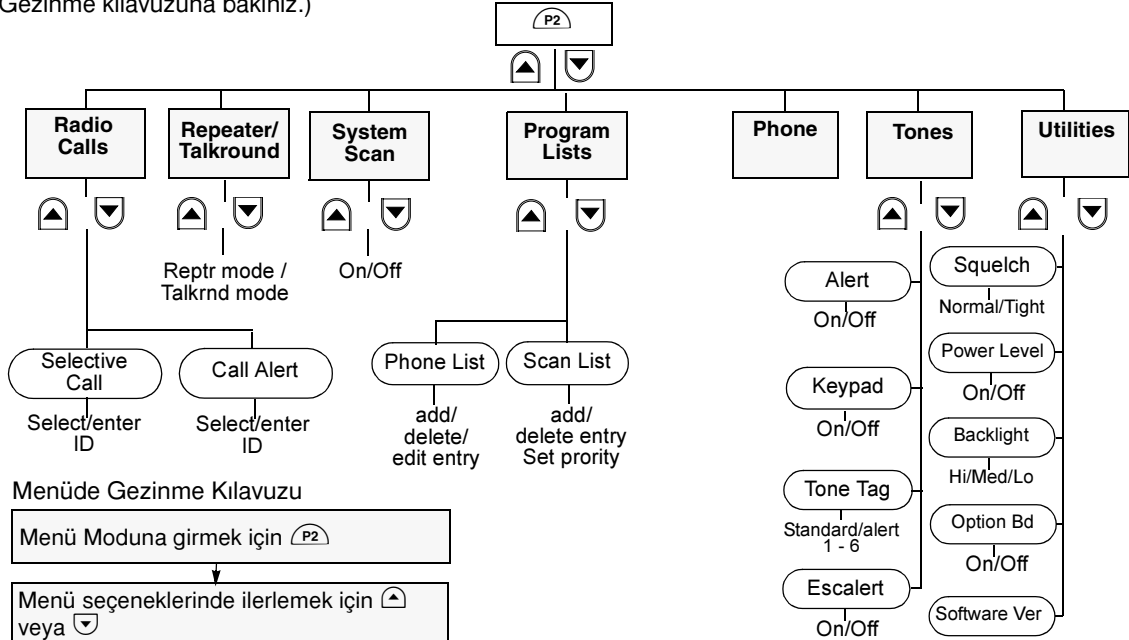 Gezinme kılavuzuna bakınız.)
P2
Radio
Calls
Repeater/
Talkround
System
Scan
Program
Lists
Phone
Tones
Utilities
Reptr mode /
Talkrnd mode
On/Off
Selective
Call
Select/enter
ID
Call Alert
Select/enter
ID
Phone List
add/
delete/
edit entry
Scan List
add/
delete entry
Set prority
Alert
On/Off
Keypad
On/Off
Tone Tag
Standard/alert
1 - 6
Escalert
On/Off
Squelch
Normal/Tight
Power Level
On/Off
Backlight
Hi/Med/Lo
Option Bd
On/Off
Software Ver
Menüde Gezinme Kılavuzu
Menü Moduna girmek için P2
Menü seçeneklerinde ilerlemek için
veya